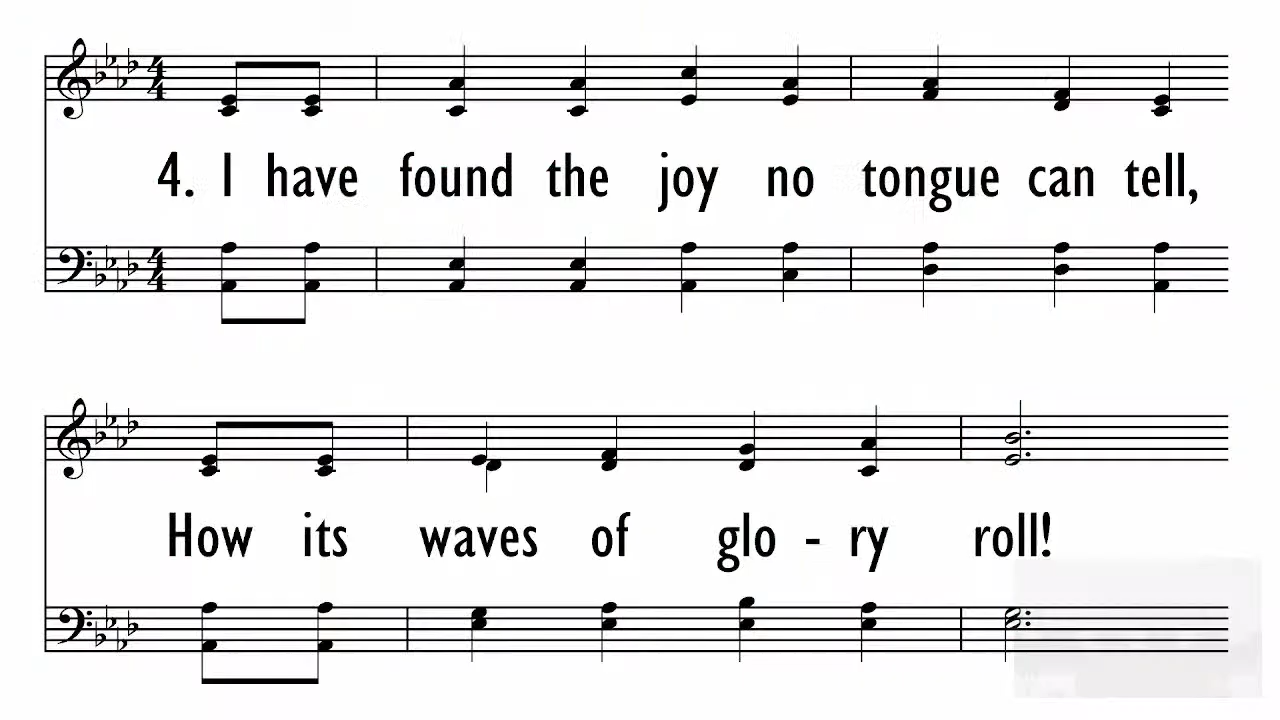 4. I have found the joy no tongue can tell,
How its waves of glo - ry roll!